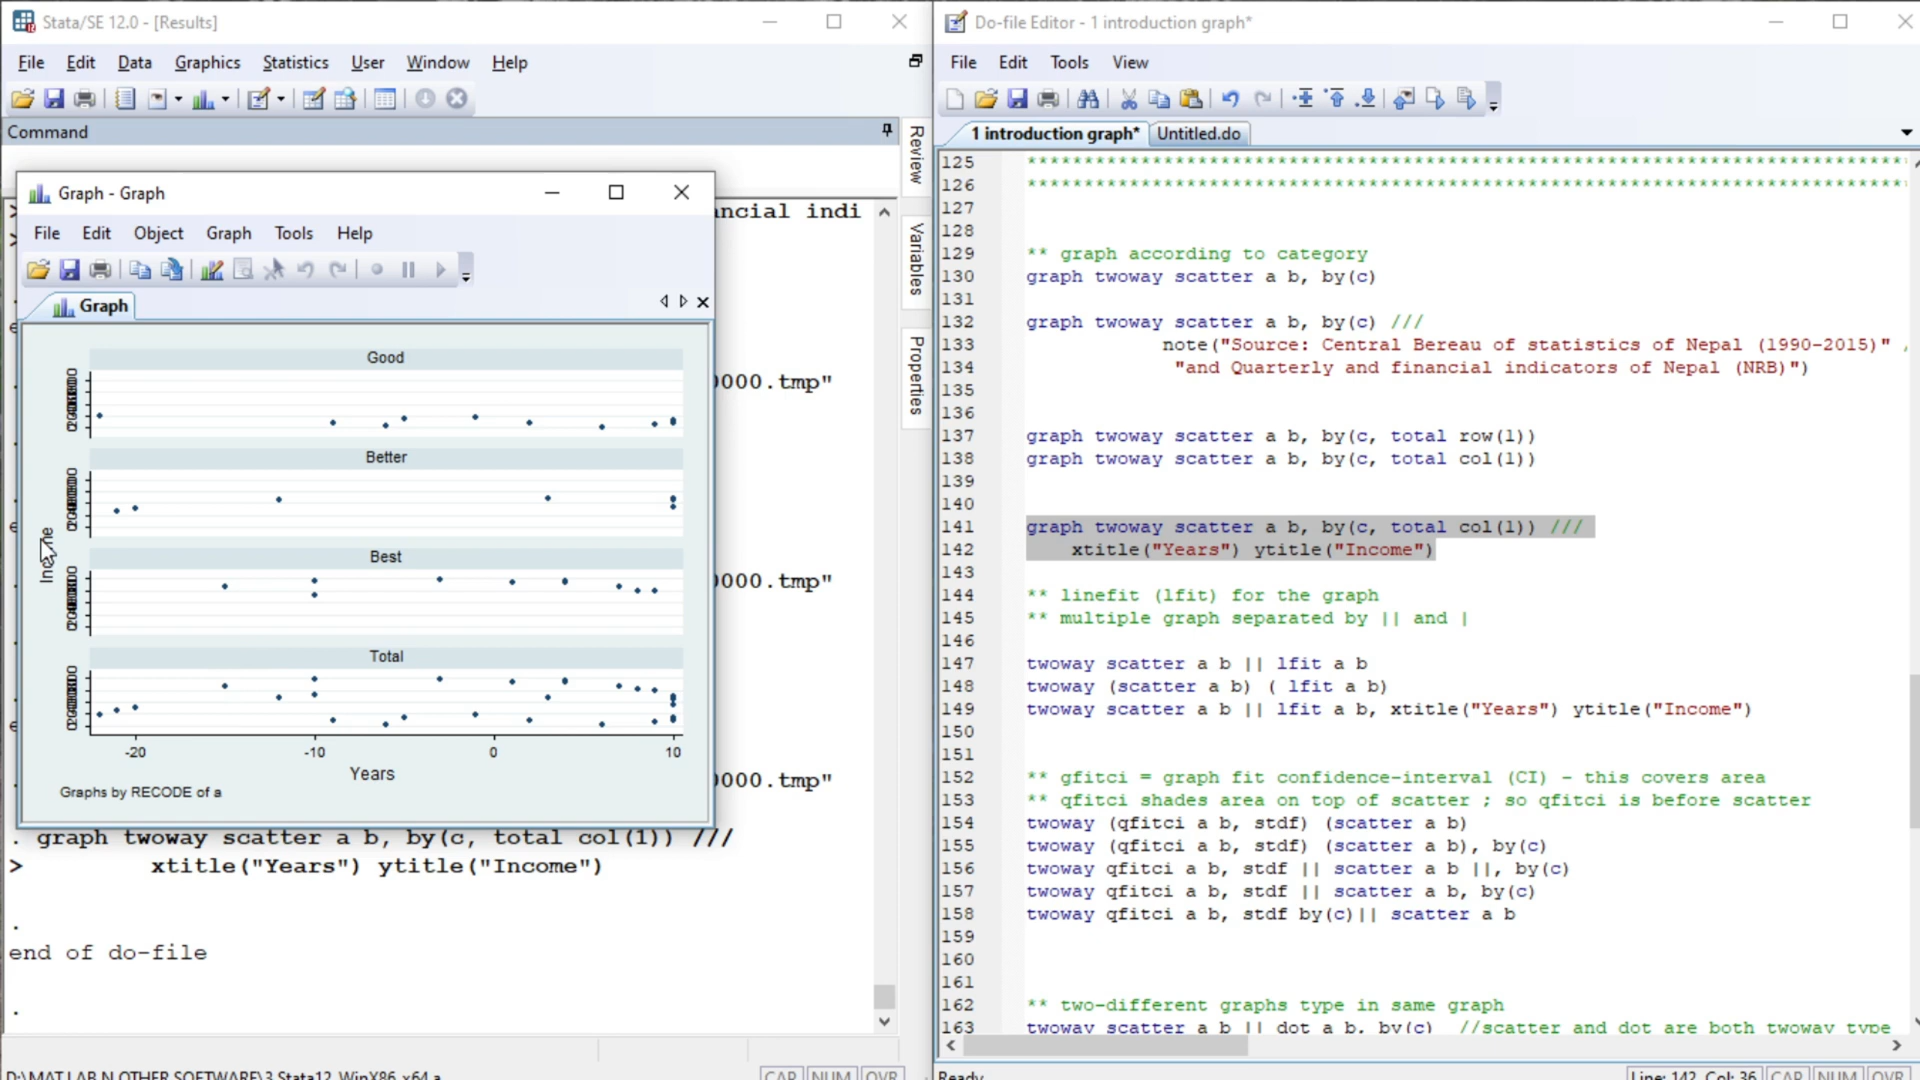 Stata/SE 12.0 - [Results]
File Edit Data Graphics Statistics User Window Help
Command
Review
Variables
Properties
Graph - Graph
File Edit Object Graph Tools Help
Graph
Good
Better
Best
Total
-20 -10 0 10
Years
Graphs by RECODE of a
ancial indi
000.tmp"
000.tmp"
000.tmp"
. graph twoway scatter a b, by(c, total col(1)) ///
> xtitle("Years") ytitle("Income")
.
end of do-file
.
CAP NUM OVR
Do-file Editor - 1 introduction graph*
File Edit Tools View
1 introduction graph* Untitled.do
125 ****************************************************************************
126 ****************************************************************************
127
128
129 ** graph according to category
130 graph twoway scatter a b, by(c)
131
132 graph twoway scatter a b, by(c) ///
133 note("Source: Central Bereau of statistics of Nepal (1990-2015)"
134 "and Quarterly and financial indicators of Nepal (NRB)")
135
136
137 graph twoway scatter a b, by(c, total row(1))
138 graph twoway scatter a b, by(c, total col(1))
139
140
141 graph twoway scatter a b, by(c, total col(1)) ///
142 xtitle("Years") ytitle("Income")
143
144 ** linefit (lfit) for the graph
145 ** multiple graph separated by || and |
146
147 twoway scatter a b || lfit a b
148 twoway (scatter a b) ( lfit a b)
149 twoway scatter a b || lfit a b, xtitle("Years") ytitle("Income")
150
151
152 ** gfitci = graph fit confidence-interval (CI) - this covers area
153 ** qfitci shades area on top of scatter ; so qfitci is before scatter
154 twoway (qfitci a b, stdf) (scatter a b)
155 twoway (qfitci a b, stdf) (scatter a b), by(c)
156 twoway qfitci a b, stdf || scatter a b ||, by(c)
157 twoway qfitci a b, stdf || scatter a b, by(c)
158 twoway qfitci a b, stdf by(c)|| scatter a b
159
160
161
162 ** two-different graphs type in same graph
163 twoway scatter a b || dot a b, by(c) //scatter and dot are both twoway type
Ready
Line: 142, Col: 36 CAP NUM OVR